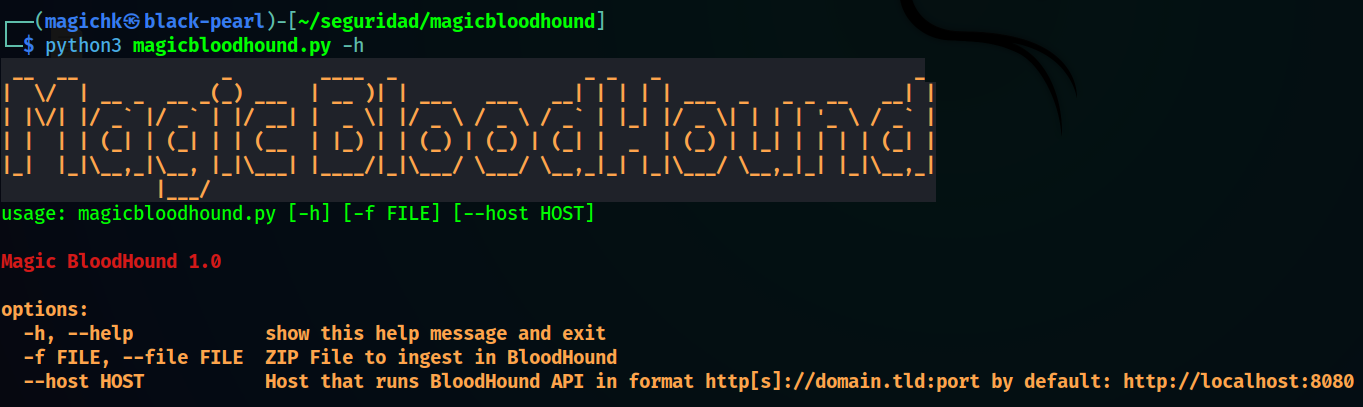 ┌──(magichk㉿black-pearl)-[~/seguridad/magicbloodhound]
└─$ python3 magicbloodhound.py -h
Magic BloodHound
usage: magicbloodhound.py [-h] [-f FILE] [--host HOST]
Magic BloodHound 1.0
options:
-h, --help show this help message and exit
-f FILE, --file FILE ZIP File to ingest in BloodHound
--host HOST Host that runs BloodHound API in format http[s]://domain.tld:port by default: http://localhost:8080